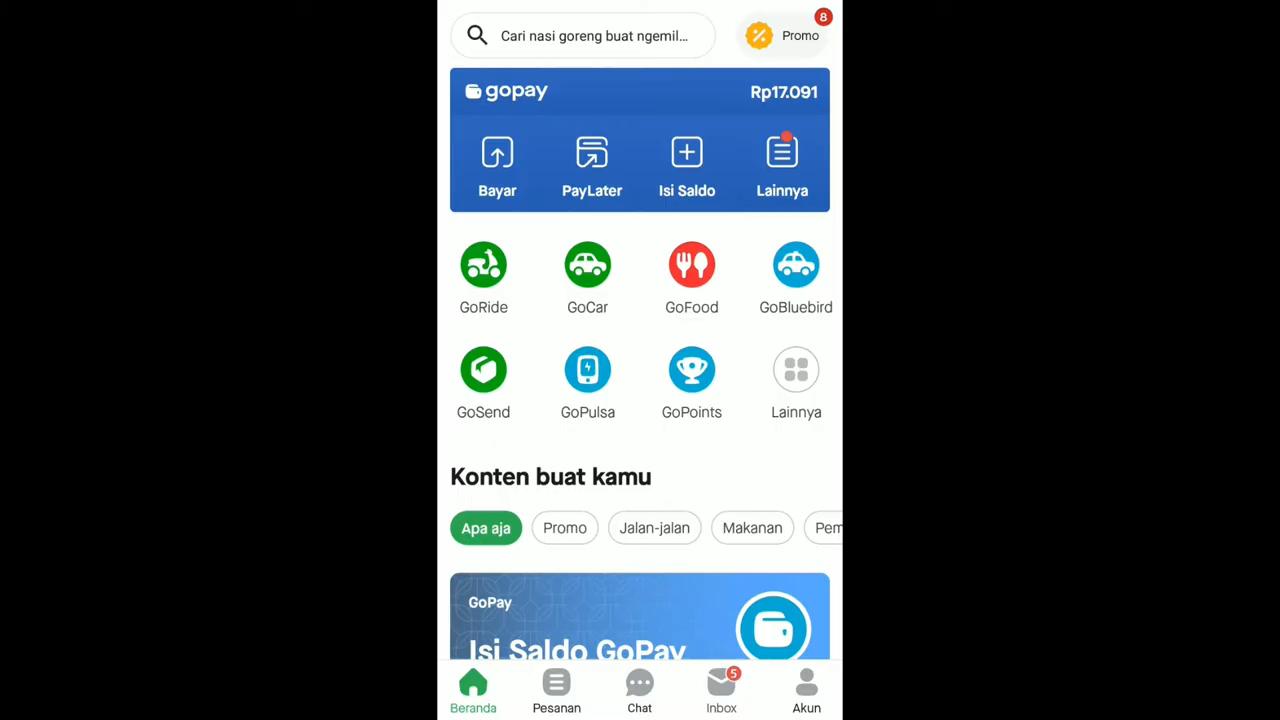 Cari nasi goreng buat ngemil...
Promo
8
gopay
Rp17.091
Bayar
PayLater
Isi Saldo
Lainnya
GoRide
GoCar
GoFood
GoBluebird
GoSend
GoPulsa
GoPoints
Lainnya
Konten buat kamu
Apa aja
Promo
Jalan-jalan
Makanan
Pem
GoPay
Isi Saldo GoPay
Beranda
Pesanan
Chat
5
Inbox
Akun